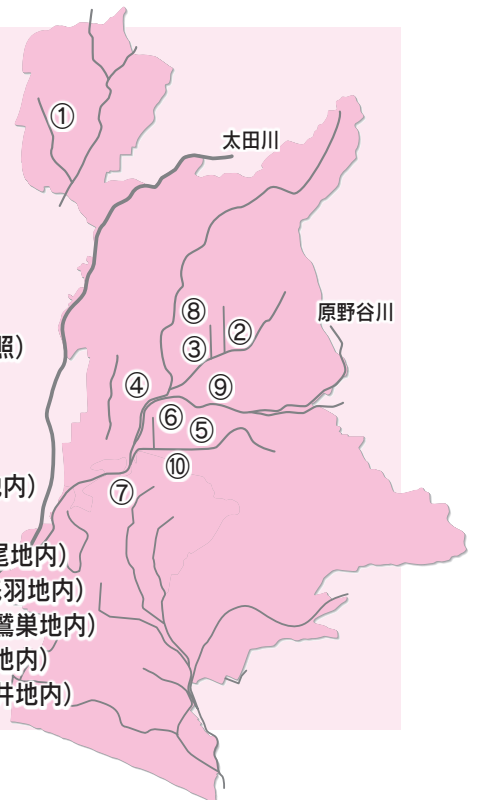 ①
太田川
原野谷川
⑧
②
③
照）
④
⑨
⑥
⑤
⑩
地内）
⑦
尾地内）
羽地内）
鷲巣地内）
地内）
井地内）